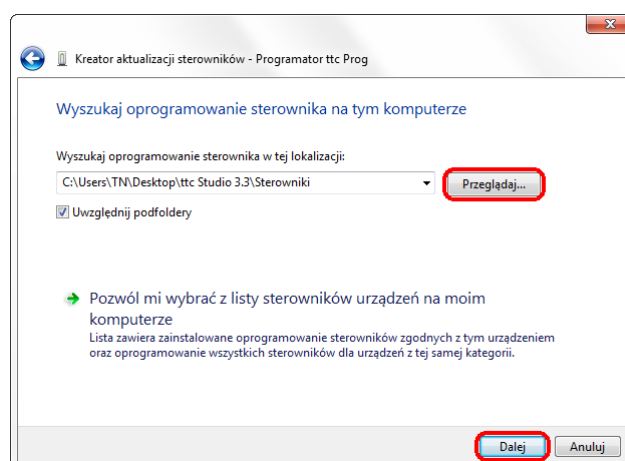 Kreator aktualizacji sterowników - Programator ttc Prog
Wyszukaj oprogramowanie sterownika na tym komputerze
Wyszukaj oprogramowanie sterownika w tej lokalizacji:
C:\Users\TN\Desktop\ttc Studio 3.3\Sterowniki
Przeglądaj...
Uwzględnij podfoldery
Pozwól mi wybrać z listy sterowników urządzeń na moim
komputerze
Lista zawiera zainstalowane oprogramowanie sterowników zgodnych z tym urządzeniem
oraz oprogramowanie wszystkich sterowników dla urządzeń z tej samej kategorii.
Dalej
Anuluj